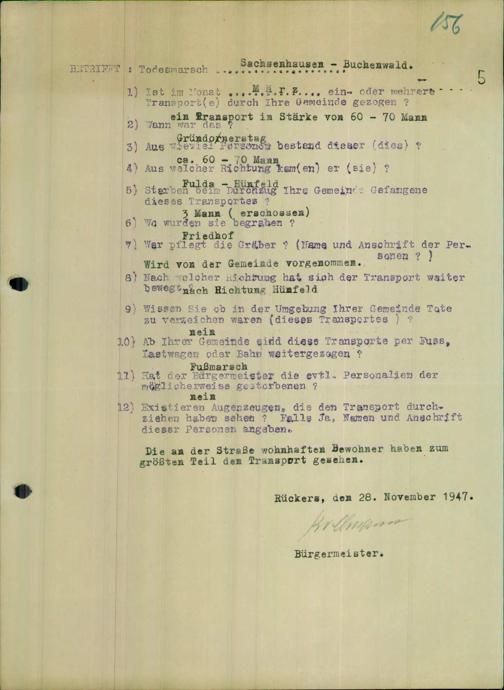 156
5
Sachsenhausen - Buchenwald.
BETRIFFT : Todesmarsch
1) Ist im Monat ... M ä r z .... ein- oder mehrere
Transport(e) durch Ihre Gemeinde gezogen ?
ein Transport in Stärke von 60 - 70 Mann
2) Wann war das ?
Gründonnerstag
3) Aus wieviel Personen bestand dieser (dies) ?
ca. 60 - 70 Mann
4) Aus welcher Richtung kam(en) er (sie) ?
Fulda - Hünfeld
5) Starben beim Durchzug Ihre Gemeinde Gefangene
dieses Transportes ?
3 Mann ( erschossen)
6) Wo wurden sie begraben ?
Friedhof
7) Wer pflegt die Gräber ? (Name und Anschrift der Per-
sonen ? )
Wird von der Gemeinde vorgenommen.
8) Nach welcher Richtung hat sich der Transport weiter
bewegt? nach Richtung Hünfeld
9) Wissen Sie ob in der Umgebung Ihrer Gemeinde Tote
zu verzeichen waren (dieses Transportes ) ?
nein
10) Ab Ihrer Gemeinde sind diese Transporte per Fuss,
Lastwagen oder Bahn weitergezogen ?
Fußmarsch
11) Hat der Bürgermeister die evtl. Personalien der
möglicherweise gestorbenen ?
nein
12) Existieren Augenzeugen, die den Transport durch-
ziehen haben sehen ? Falls Ja, Namen und Anschrift
dieser Personen angeben.
Die an der Straße wohnhaften Bewohner haben zum
größten Teil den Transport gesehen.
Rückers, den 28. November 1947.
Bürgermeister.